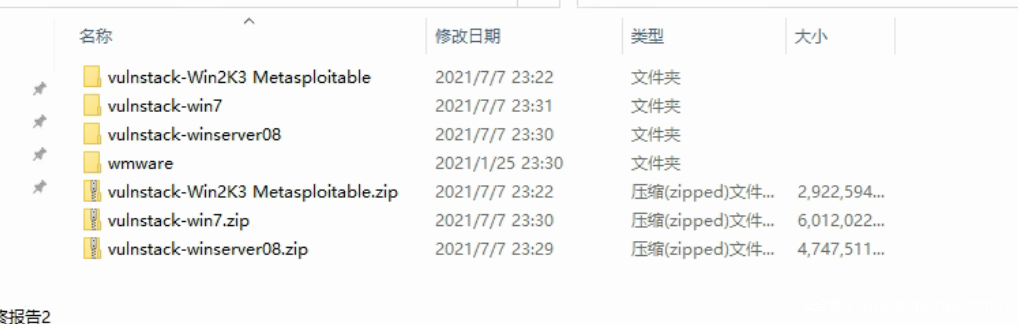 名称 修改日期 类型 大小
vulnstack-Win2K3 Metasploitable 2021/7/7 23:22 文件夹
vulnstack-win7 2021/7/7 23:31 文件夹
vulnstack-winserver08 2021/7/7 23:30 文件夹
wmware 2021/1/25 23:30 文件夹
vulnstack-Win2K3 Metasploitable.zip 2021/7/7 23:22 压缩(zipped)文件... 2,922,594...
vulnstack-win7.zip 2021/7/7 23:30 压缩(zipped)文件... 6,012,022...
vulnstack-winserver08.zip 2021/7/7 23:29 压缩(zipped)文件... 4,747,511...
报告2